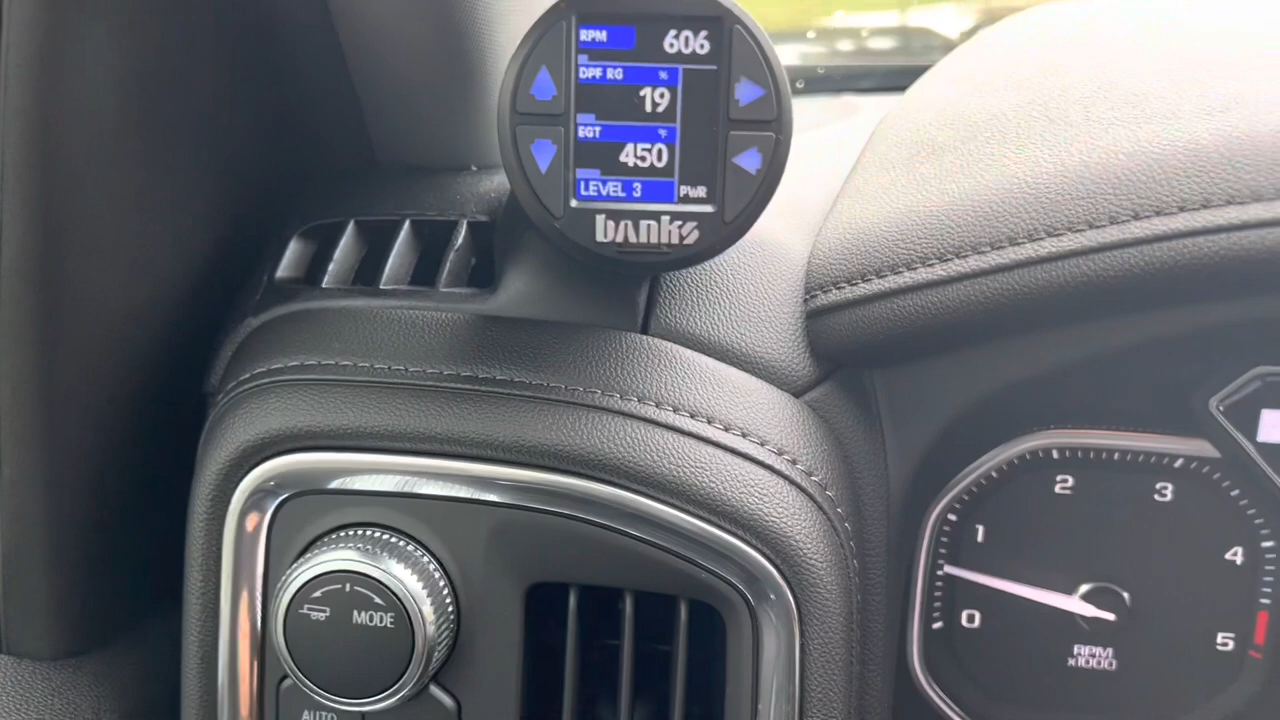 RPM 606
DPF RG %
19
EGT °F
450
LEVEL 3 PWR
banks
MODE
AUTO
0 1 2 3 4 5
RPM
x1000